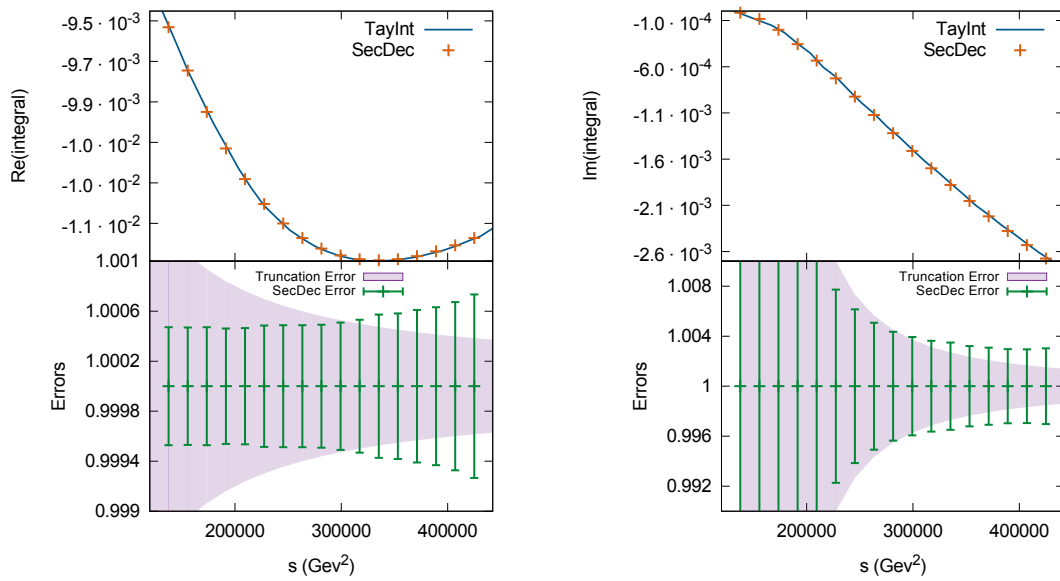 -9.5 · 10⁻³
-9.7 · 10⁻³
-9.9 · 10⁻³
-1.0 · 10⁻²
-1.0 · 10⁻²
-1.1 · 10⁻²
Re(integral)
TayInt
SecDec
1.001
1.0006
1.0002
0.9998
0.9994
0.999
Errors
Truncation Error
SecDec Error
200000
300000
400000
s (Gev²)
-1.0 · 10⁻⁴
-6.0 · 10⁻⁴
-1.1 · 10⁻³
-1.6 · 10⁻³
-2.1 · 10⁻³
-2.6 · 10⁻³
Im(integral)
TayInt
SecDec
1.008
1.004
1
0.996
0.992
Errors
Truncation Error
SecDec Error
200000
300000
400000
s (Gev²)